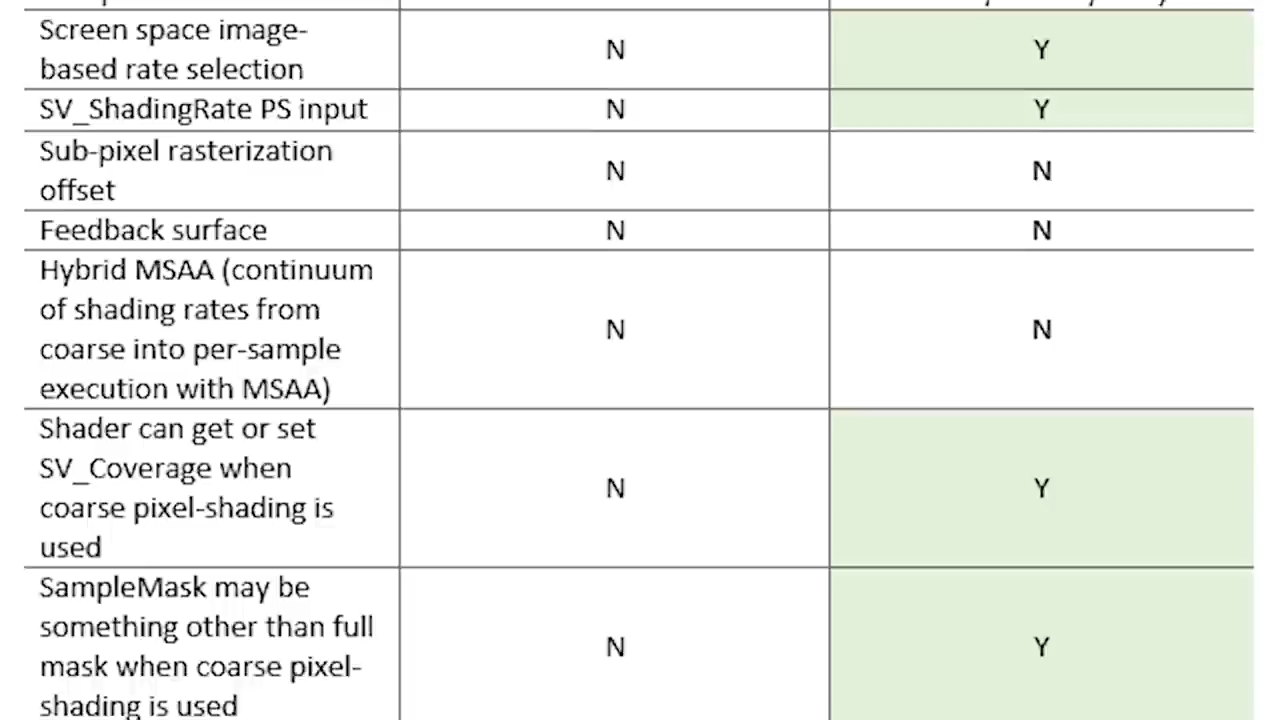 Screen space image-
based rate selection
N
Y
SV_ShadingRate PS input
N
Y
Sub-pixel rasterization
offset
N
N
Feedback surface
N
N
Hybrid MSAA (continuum
of shading rates from
coarse into per-sample
execution with MSAA)
N
N
Shader can get or set
SV_Coverage when
coarse pixel-shading is
used
N
Y
SampleMask may be
something other than full
mask when coarse pixel-
shading is used
N
Y